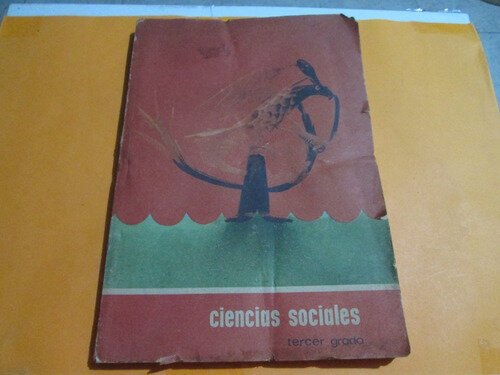 ciencias sociales
tercer grado